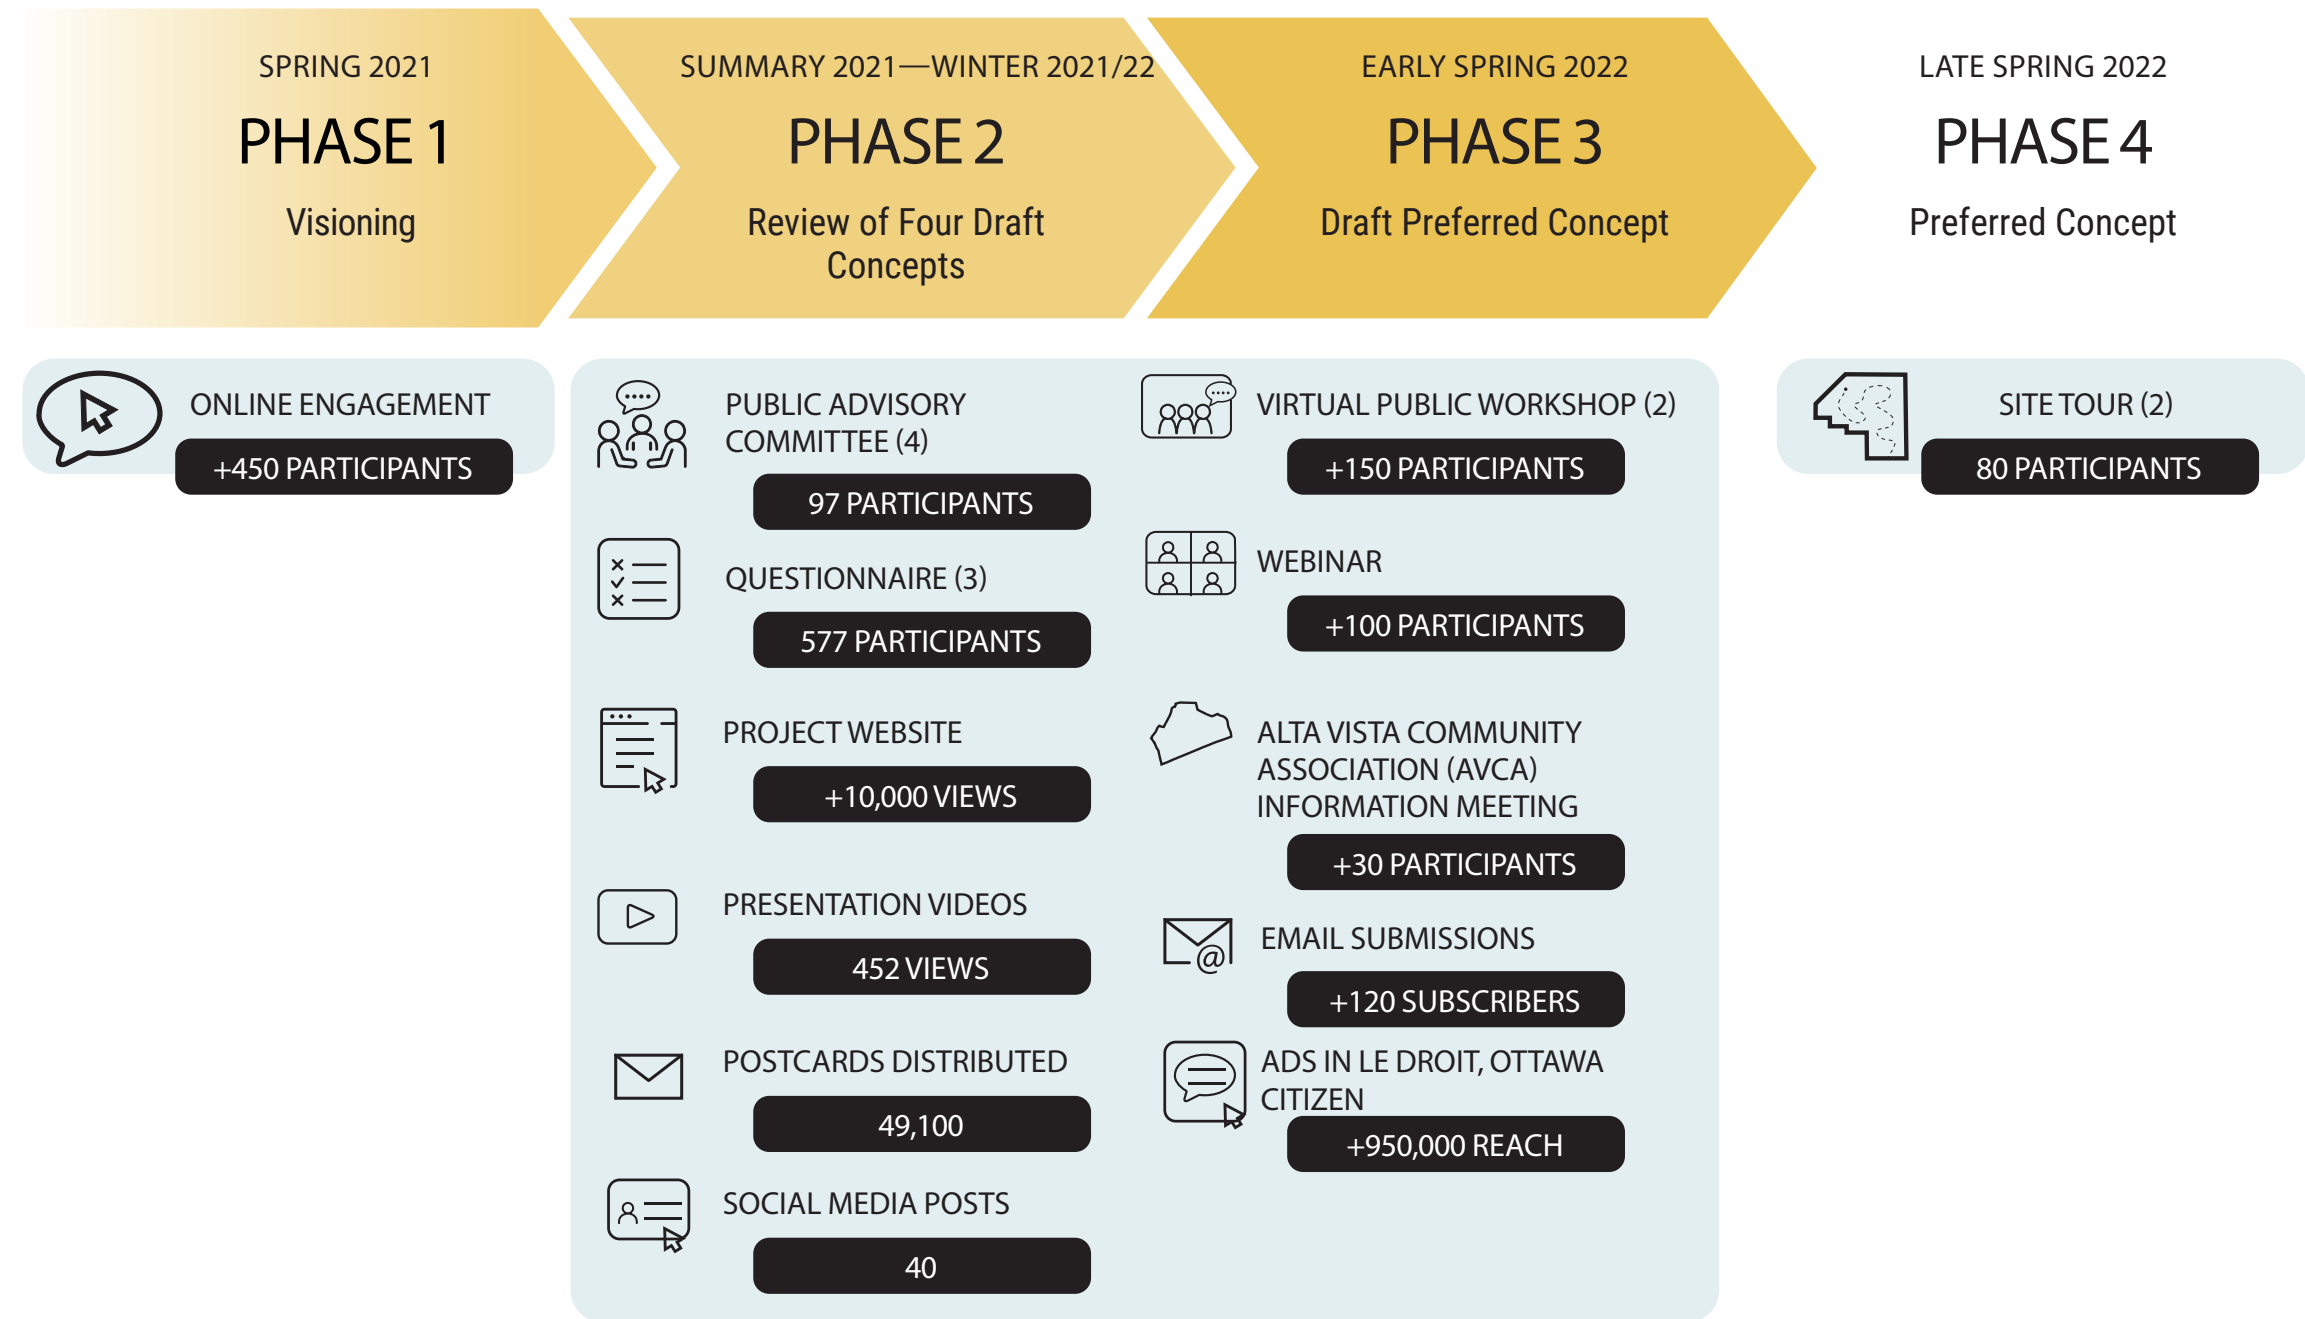 SPRING 2021
PHASE 1
Visioning
SUMMARY 2021—WINTER 2021/22
PHASE 2
Review of Four Draft
Concepts
EARLY SPRING 2022
PHASE 3
Draft Preferred Concept
LATE SPRING 2022
PHASE 4
Preferred Concept
ONLINE ENGAGEMENT
+450 PARTICIPANTS
PUBLIC ADVISORY
COMMITTEE (4)
97 PARTICIPANTS
QUESTIONNAIRE (3)
577 PARTICIPANTS
PROJECT WEBSITE
+10,000 VIEWS
PRESENTATION VIDEOS
452 VIEWS
POSTCARDS DISTRIBUTED
49,100
SOCIAL MEDIA POSTS
40
VIRTUAL PUBLIC WORKSHOP (2)
+150 PARTICIPANTS
WEBINAR
+100 PARTICIPANTS
ALTA VISTA COMMUNITY
ASSOCIATION (AVCA)
INFORMATION MEETING
+30 PARTICIPANTS
@
EMAIL SUBMISSIONS
+120 SUBSCRIBERS
ADS IN LE DROIT, OTTAWA
CITIZEN
+950,000 REACH
SITE TOUR (2)
80 PARTICIPANTS